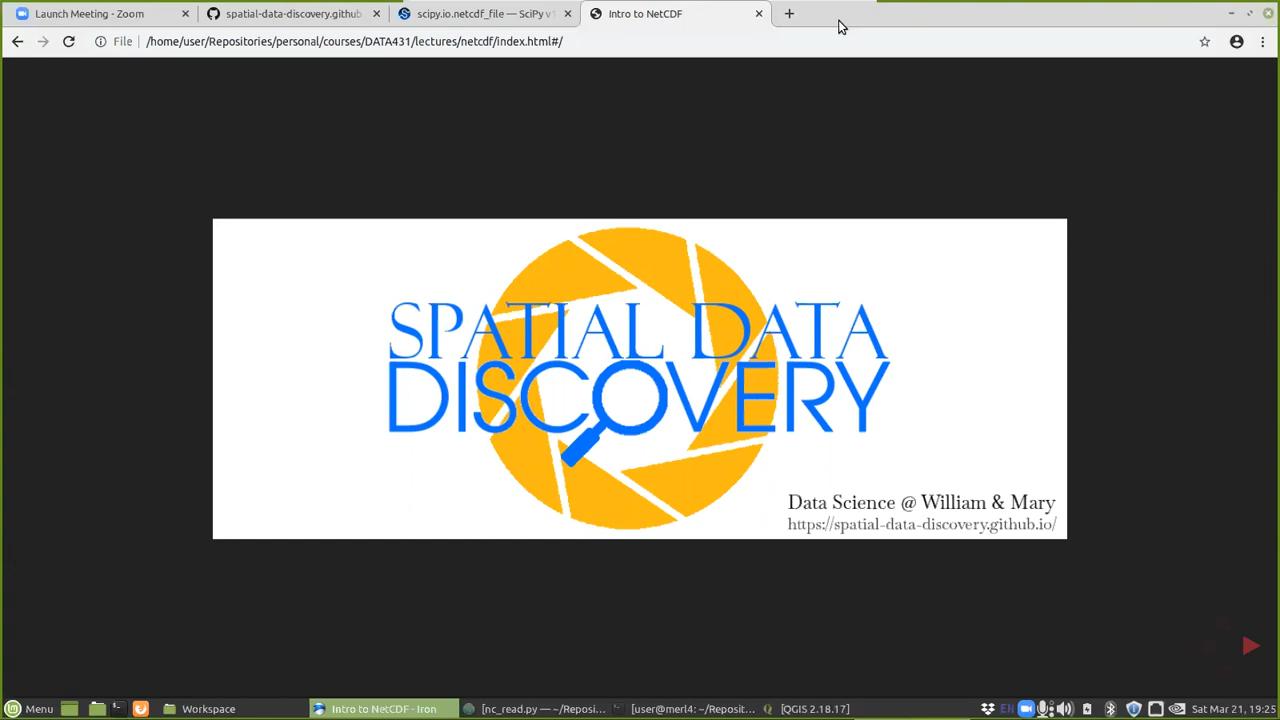 Launch Meeting - Zoom
spatial-data-discovery.github
scipy.io.netcdf_file — SciPy v1
Intro to NetCDF
File
/home/user/Repositories/personal/courses/DATA431/lectures/netcdf/index.html#/
SPATIAL DATA
DISCOVERY
Data Science @ William & Mary
https://spatial-data-discovery.github.io/
Menu
Workspace
Intro to NetCDF - Iron
[nc_read.py — ~/Reposi...
[user@merl4: ~/Reposit...
[QGIS 2.18.17]
EN
Sat Mar 21, 19:25